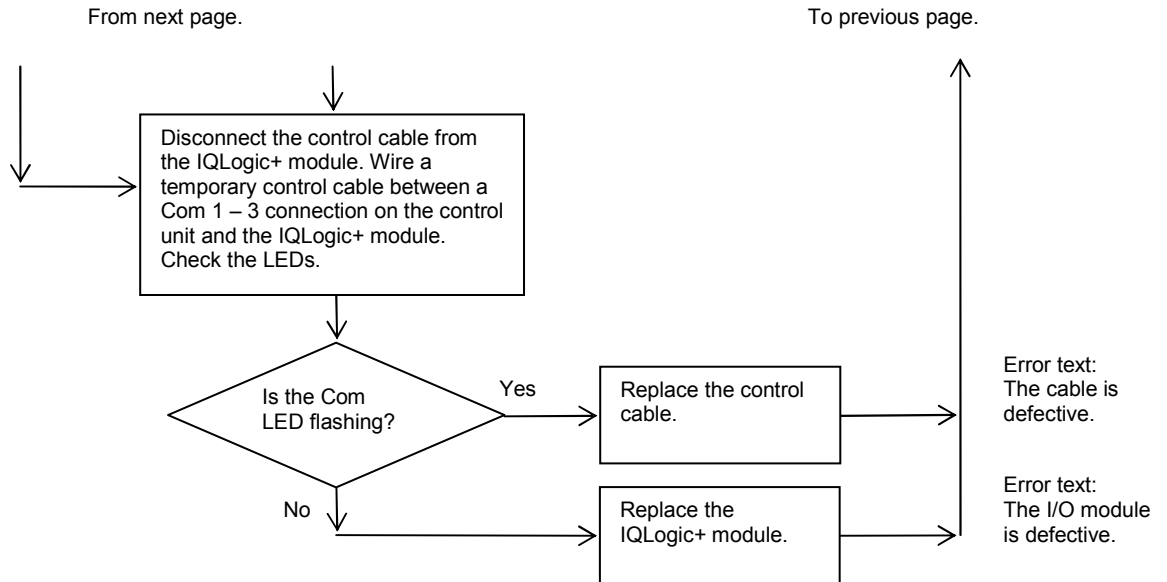 From next page.
To previous page.
Disconnect the control cable from
the IQLogic+ module. Wire a
temporary control cable between a
Com 1 – 3 connection on the control
unit and the IQLogic+ module.
Check the LEDs.
Is the Com
LED flashing?
Yes
Replace the control
cable.
Error text:
The cable is
defective.
No
Replace the
IQLogic+ module.
Error text:
The I/O module
is defective.